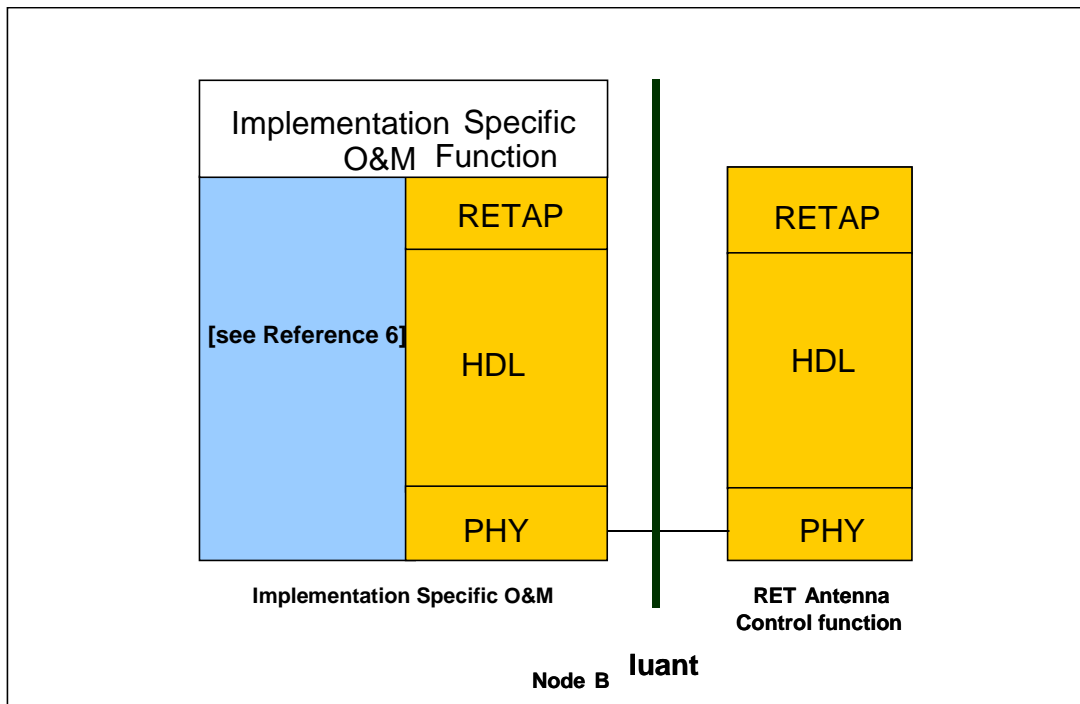 Implementation Specific
O&M Function
RETAP
RETAP
[see Reference 6]
HDL
HDL
PHY
PHY
Implementation Specific O&M
RET Antenna
Control function
Iuant
Node B